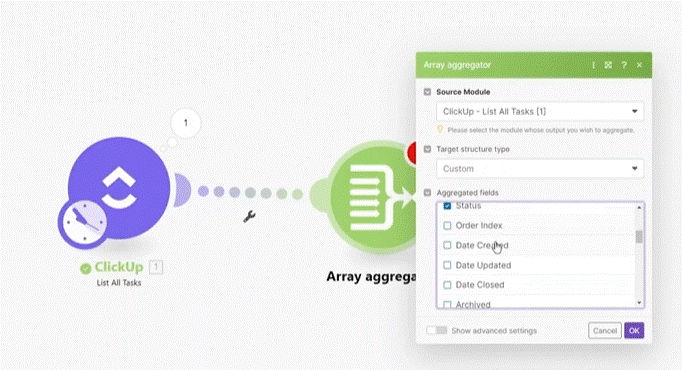 Array aggregator
Source Module
ClickUp - List All Tasks [1]
Please select the module whose output you wish to aggregate.
Target structure type
Custom
Aggregated fields
Status
Order Index
Date Created
Date Updated
Date Closed
Archived
Show advanced settings
Cancel
OK
1
ClickUp 1
List All Tasks
Array aggrega